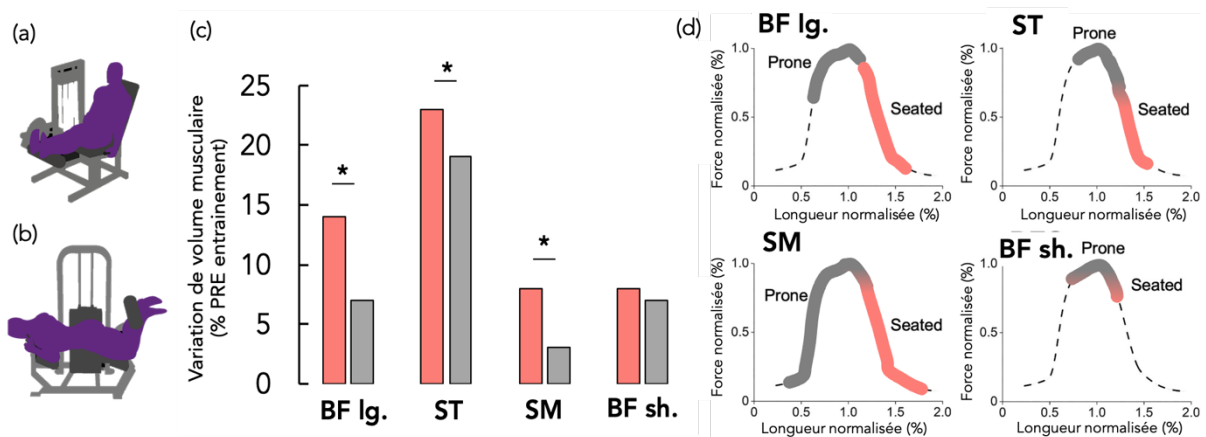 (a)
(b)
(c)
Variation de volume musculaire
(% PRE entrainement)
25
20
15
10
5
0
*
*
*
BF lg.
ST
SM
BF sh.
(d)
BF lg.
Force normalisée (%)
1.0
0.5
0
Prone
Seated
0
0.5
1.0
1.5
2.0
Longueur normalisée (%)
ST
Force normalisée (%)
1.0
0.5
0
Prone
Seated
0
0.5
1.0
1.5
2.0
Longueur normalisée (%)
SM
Force normalisée (%)
1.0
0.5
0
Prone
Seated
0
0.5
1.0
1.5
2.0
Longueur normalisée (%)
BF sh.
Force normalisée (%)
1.0
0.5
0
Prone
Seated
0
0.5
1.0
1.5
2.0
Longueur normalisée (%)